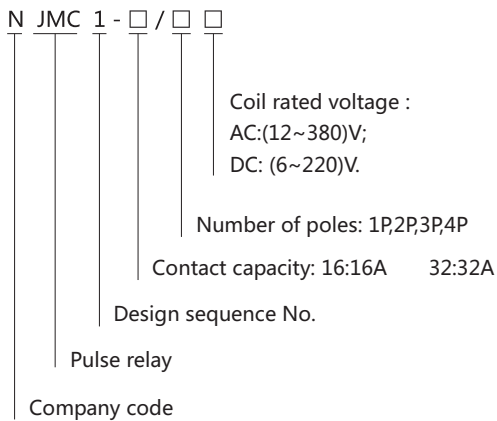 N JMC 1 - □ / □ □
Coil rated voltage :
AC:(12~380)V;
DC: (6~220)V.
Number of poles: 1P,2P,3P,4P
Contact capacity: 16:16A 32:32A
Design sequence No.
Pulse relay
Company code